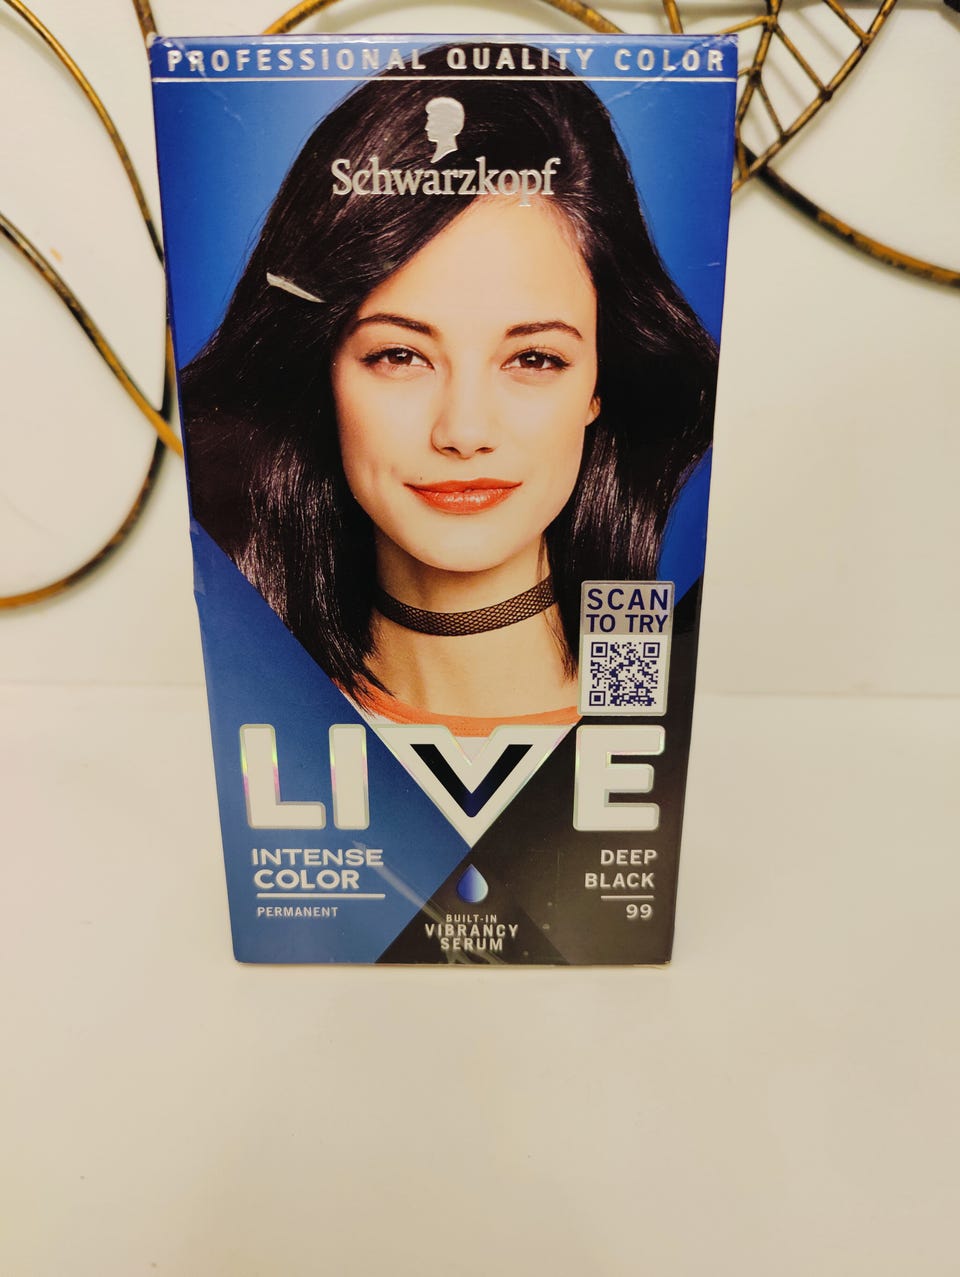 PROFESSIONAL QUALITY COLOR
Schwarzkopf
SCAN
TO TRY
LIVE
INTENSE
COLOR
PERMANENT
BUILT-IN
VIBRANCY
SERUM
DEEP
BLACK
99